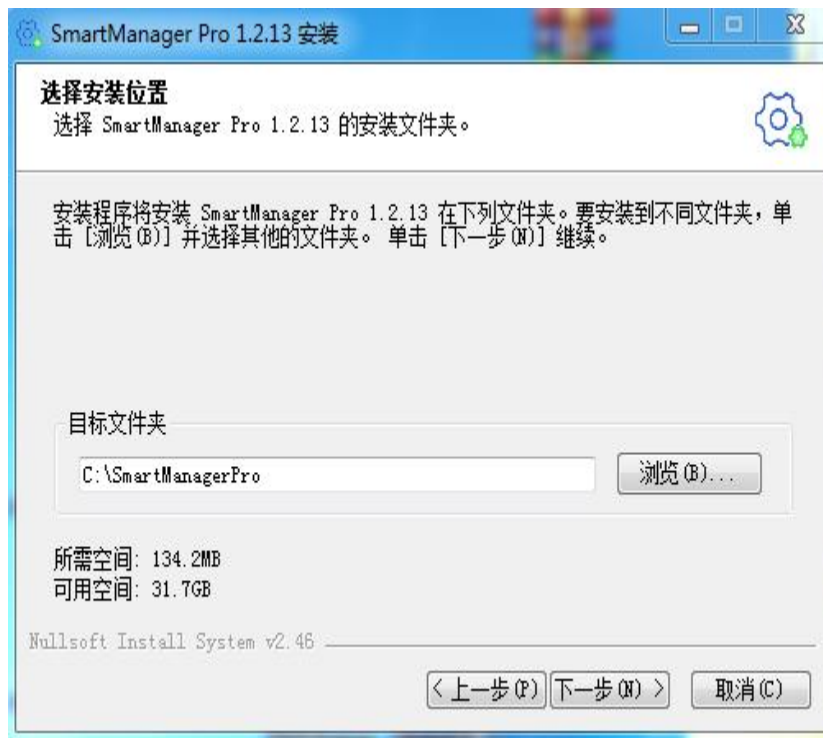 SmartManager Pro 1.2.13 安装
选择安装位置
选择 SmartManager Pro 1.2.13 的安装文件夹。
安装程序将安装 SmartManager Pro 1.2.13 在下列文件夹。要安装到不同文件夹，单
击 [浏览(B)] 并选择其他的文件夹。 单击 [下一步(N)] 继续。
目标文件夹
C:\SmartManagerPro
浏览(B)...
所需空间: 134.2MB
可用空间: 31.7GB
Nullsoft Install System v2.46
< 上一步(P) 下一步(N) > 取消(C)